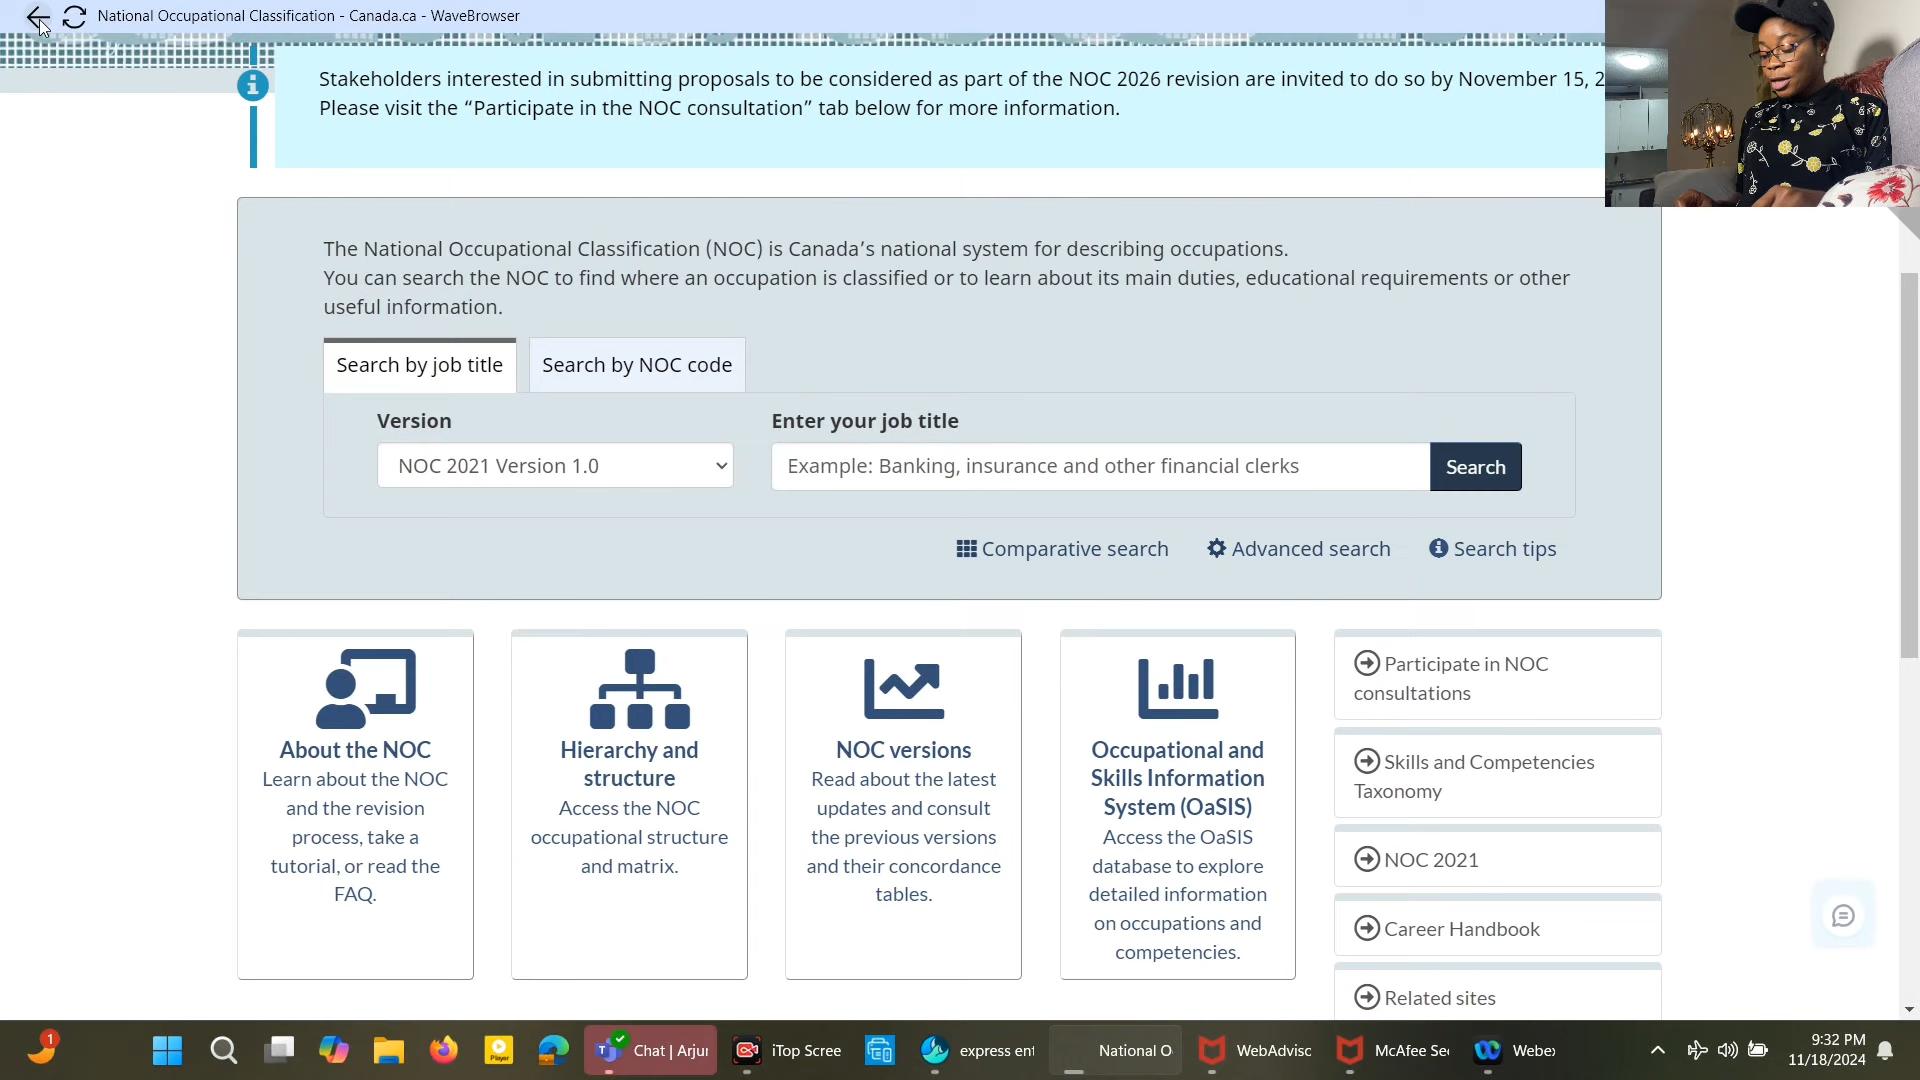 National Occupational Classification - Canada.ca - WaveBrowser
Stakeholders interested in submitting proposals to be considered as part of the NOC 2026 revision are invited to do so by November 15, 2
Please visit the “Participate in the NOC consultation” tab below for more information.
The National Occupational Classification (NOC) is Canada’s national system for describing occupations.
You can search the NOC to find where an occupation is classified or to learn about its main duties, educational requirements or other
useful information.
Search by job title
Search by NOC code
Version
Enter your job title
NOC 2021 Version 1.0
Example: Banking, insurance and other financial clerks
Search
Comparative search
Advanced search
Search tips
About the NOC
Learn about the NOC
and the revision
process, take a
tutorial, or read the
FAQ.
Hierarchy and
structure
Access the NOC
occupational structure
and matrix.
NOC versions
Read about the latest
updates and consult
the previous versions
and their concordance
tables.
Occupational and
Skills Information
System (OaSIS)
Access the OaSIS
database to explore
detailed information
on occupations and
competencies.
Participate in NOC
consultations
Skills and Competencies
Taxonomy
NOC 2021
Career Handbook
Related sites
1
Player
Chat | Arjur
iTop Scree
express ent
National O
WebAdvisc
McAfee Se
Webex
9:32 PM
11/18/2024